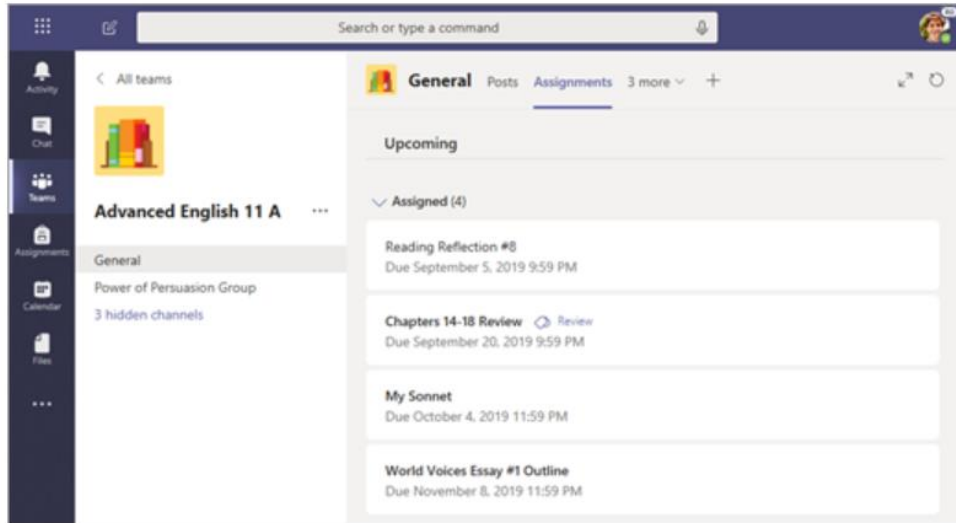 Search or type a command
Activity
Chat
Teams
Assignments
Calendar
Files
All teams
Advanced English 11 A
General
Power of Persuasion Group
3 hidden channels
General Posts Assignments 3 more
Upcoming
Assigned (4)
Reading Reflection #8
Due September 5, 2019 9:59 PM
Chapters 14-18 Review Review
Due September 20, 2019 9:59 PM
My Sonnet
Due October 4, 2019 11:59 PM
World Voices Essay #1 Outline
Due November 8, 2019 11:59 PM